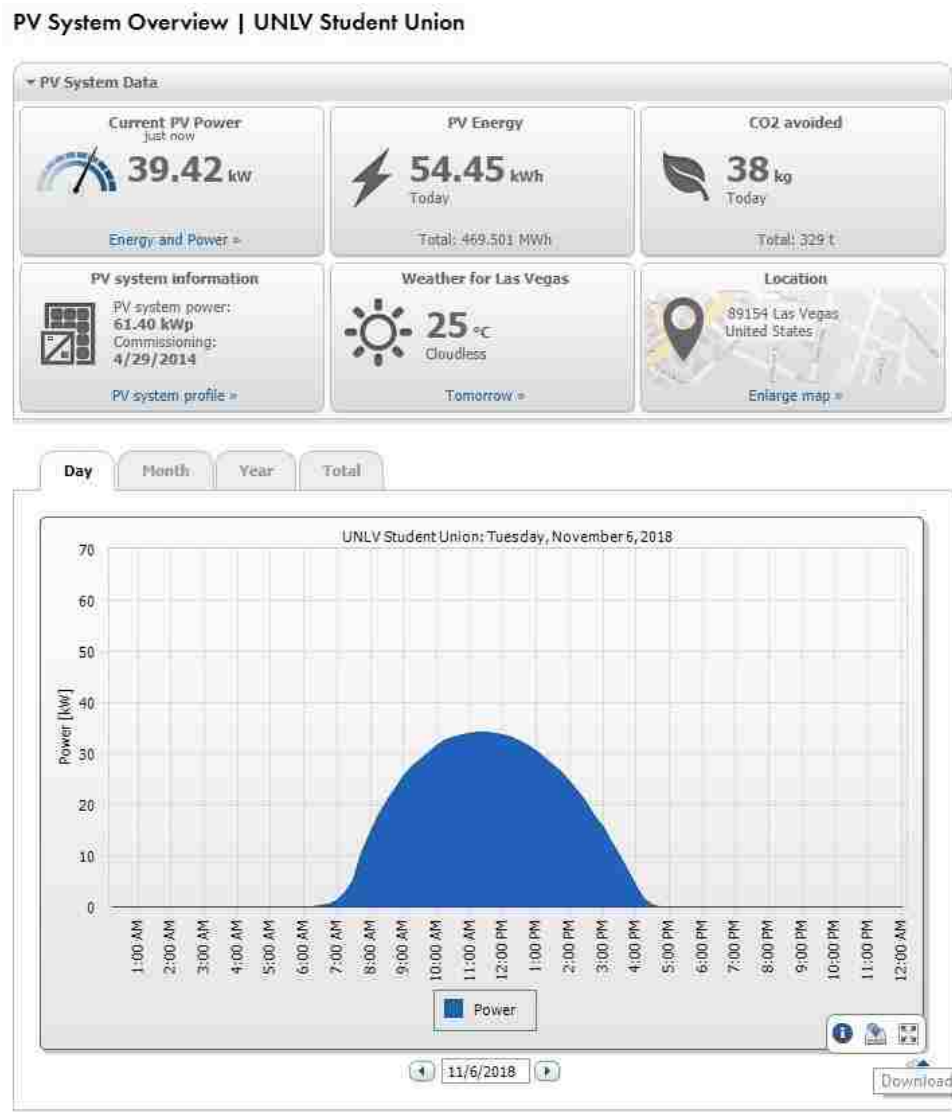 PV System Overview | UNLV Student Union
PV System Data
Current PV Power
just now
39.42 kW
Energy and Power »
PV Energy
54.45 kWh
Today
Total: 469.501 MWh
CO2 avoided
38 kg
Today
Total: 329 t
PV system information
PV system power:
61.40 kWp
Commissioning:
4/29/2014
PV system profile »
Weather for Las Vegas
25 °C
Cloudless
Tomorrow »
Location
89154 Las Vegas
United States
Enlarge map »
Day
Month
Year
Total
UNLV Student Union: Tuesday, November 6, 2018
Power [kW]
70
60
50
40
30
20
10
0
1:00 AM
2:00 AM
3:00 AM
4:00 AM
5:00 AM
6:00 AM
7:00 AM
8:00 AM
9:00 AM
10:00 AM
11:00 AM
12:00 PM
1:00 PM
2:00 PM
3:00 PM
4:00 PM
5:00 PM
6:00 PM
7:00 PM
8:00 PM
9:00 PM
10:00 PM
11:00 PM
12:00 AM
Power
11/6/2018
Download